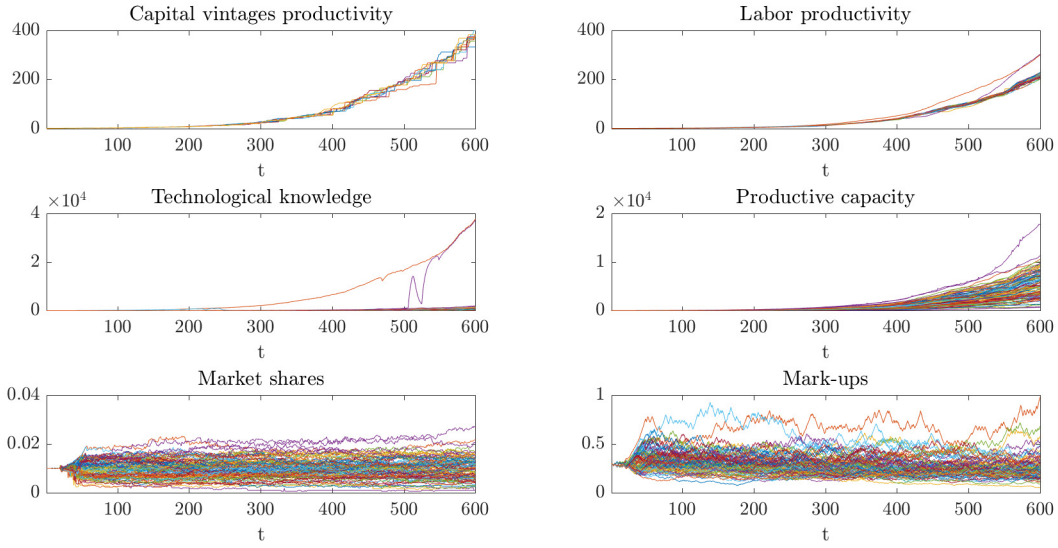 Capital vintages productivity
400
200
0
100 200 300 400 500 600
t
Labor productivity
400
200
0
100 200 300 400 500 600
t
Technological knowledge
×10⁴
4
2
0
100 200 300 400 500 600
t
Productive capacity
×10⁴
2
1
0
100 200 300 400 500 600
t
Market shares
0.04
0.02
0
100 200 300 400 500 600
t
Mark-ups
1
0.5
0
100 200 300 400 500 600
t